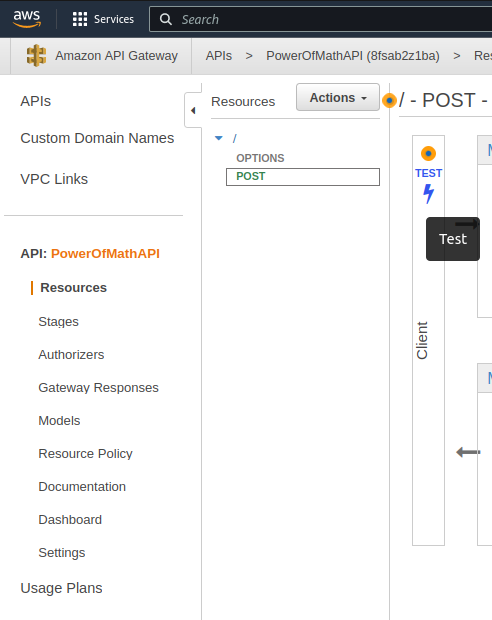 aws Services Search
Amazon API Gateway APIs > PowerOfMathAPI (8fsab2z1ba) > Res
APIs
Custom Domain Names
VPC Links
API: PowerOfMathAPI
Resources
Stages
Authorizers
Gateway Responses
Models
Resource Policy
Documentation
Dashboard
Settings
Usage Plans
Resources Actions
/
OPTIONS
POST
/ - POST -
TEST
Test
Client